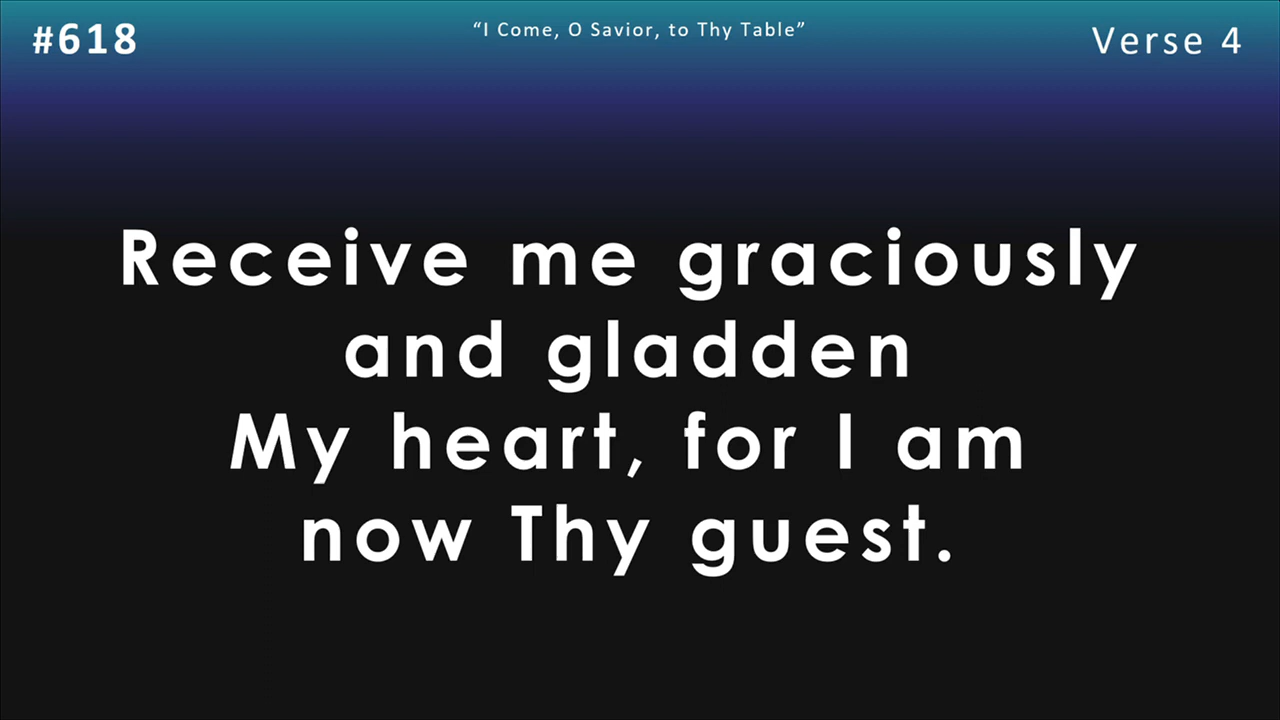 #618
“I Come, O Savior, to Thy Table”
Verse 4
Receive me graciously
and gladden
My heart, for I am
now Thy guest.